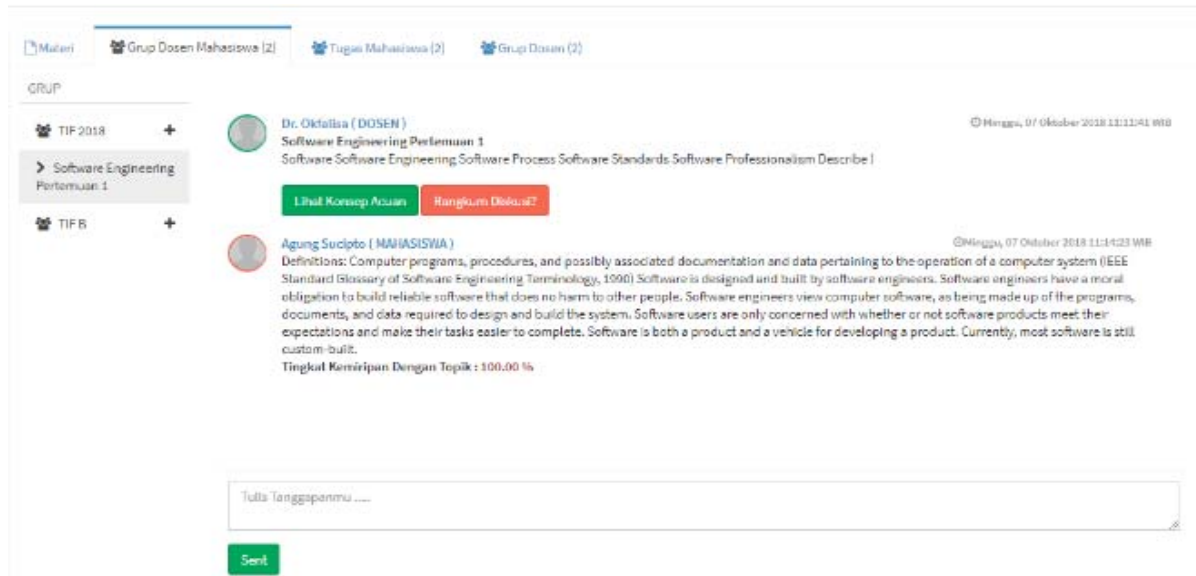 Materi
Grup Dosen Mahasiswa (2)
Tugas Mahasiswa (2)
Grup Dosen (2)
GRUP
TIF 2018
Software Engineering
Pertemuan 1
TIF B
Dr. Oktalisa ( DOSEN )
Minggu, 07 Oktober 2018 11:11:41 WIB
Software Engineering Pertemuan 1
Software Software Engineering Software Process Software Standards Software Professionalism Describe I
Lihat Konsep Acuan
Rangkum Diskusi?
Agung Sucipto ( MAHASISWA )
Minggu, 07 Oktober 2018 11:14:23 WIB
Definitions: Computer programs, procedures, and possibly associated documentation and data pertaining to the operation of a computer system (IEEE
Standard Glossary of Software Engineering Terminology, 1990) Software is designed and built by software engineers. Software engineers have a moral
obligation to build reliable software that does no harm to other people. Software engineers view computer software, as being made up of the programs,
documents, and data required to design and build the system. Software users are only concerned with whether or not software products meet their
expectations and make their tasks easier to complete. Software is both a product and a vehicle for developing a product. Currently, most software is still
custom-built.
Tingkat Kemiripan Dengan Topik : 100.00 %
Tulis Tanggapanmu .....
Sent